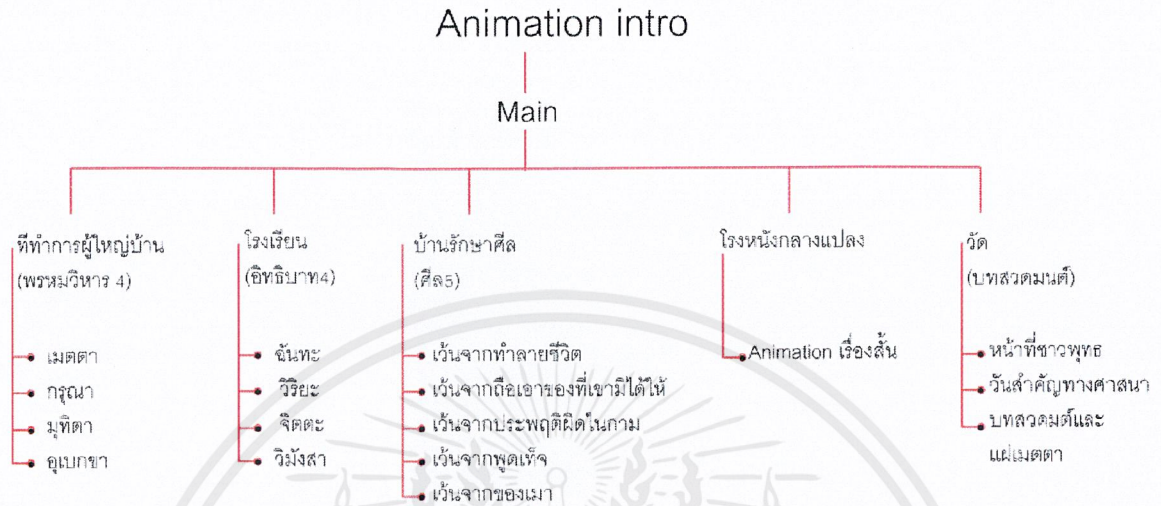 Animation intro
Main
ที่ทำการผู้ใหญ่บ้าน
(พรหมวิหาร 4)
เมตตา
กรุณา
มุทิตา
อุเบกขา
โรงเรียน
(อิทธิบาท4)
ฉันทะ
วิริยะ
จิตตะ
วิมังสา
บ้านรักษาศีล
(ศีล5)
เว้นจากทำลายชีวิต
เว้นจากถือเอาของที่เขามิได้ให้
เว้นจากประพฤติผิดในกาม
เว้นจากพูดเท็จ
เว้นจากของเมา
โรงหนังกลางแปลง
Animation เรื่องสั้น
วัด
(บทสวดมนต์)
หน้าที่ชาวพุทธ
วันสำคัญทางศาสนา
บทสวดมต์และ
แผ่เมตตา